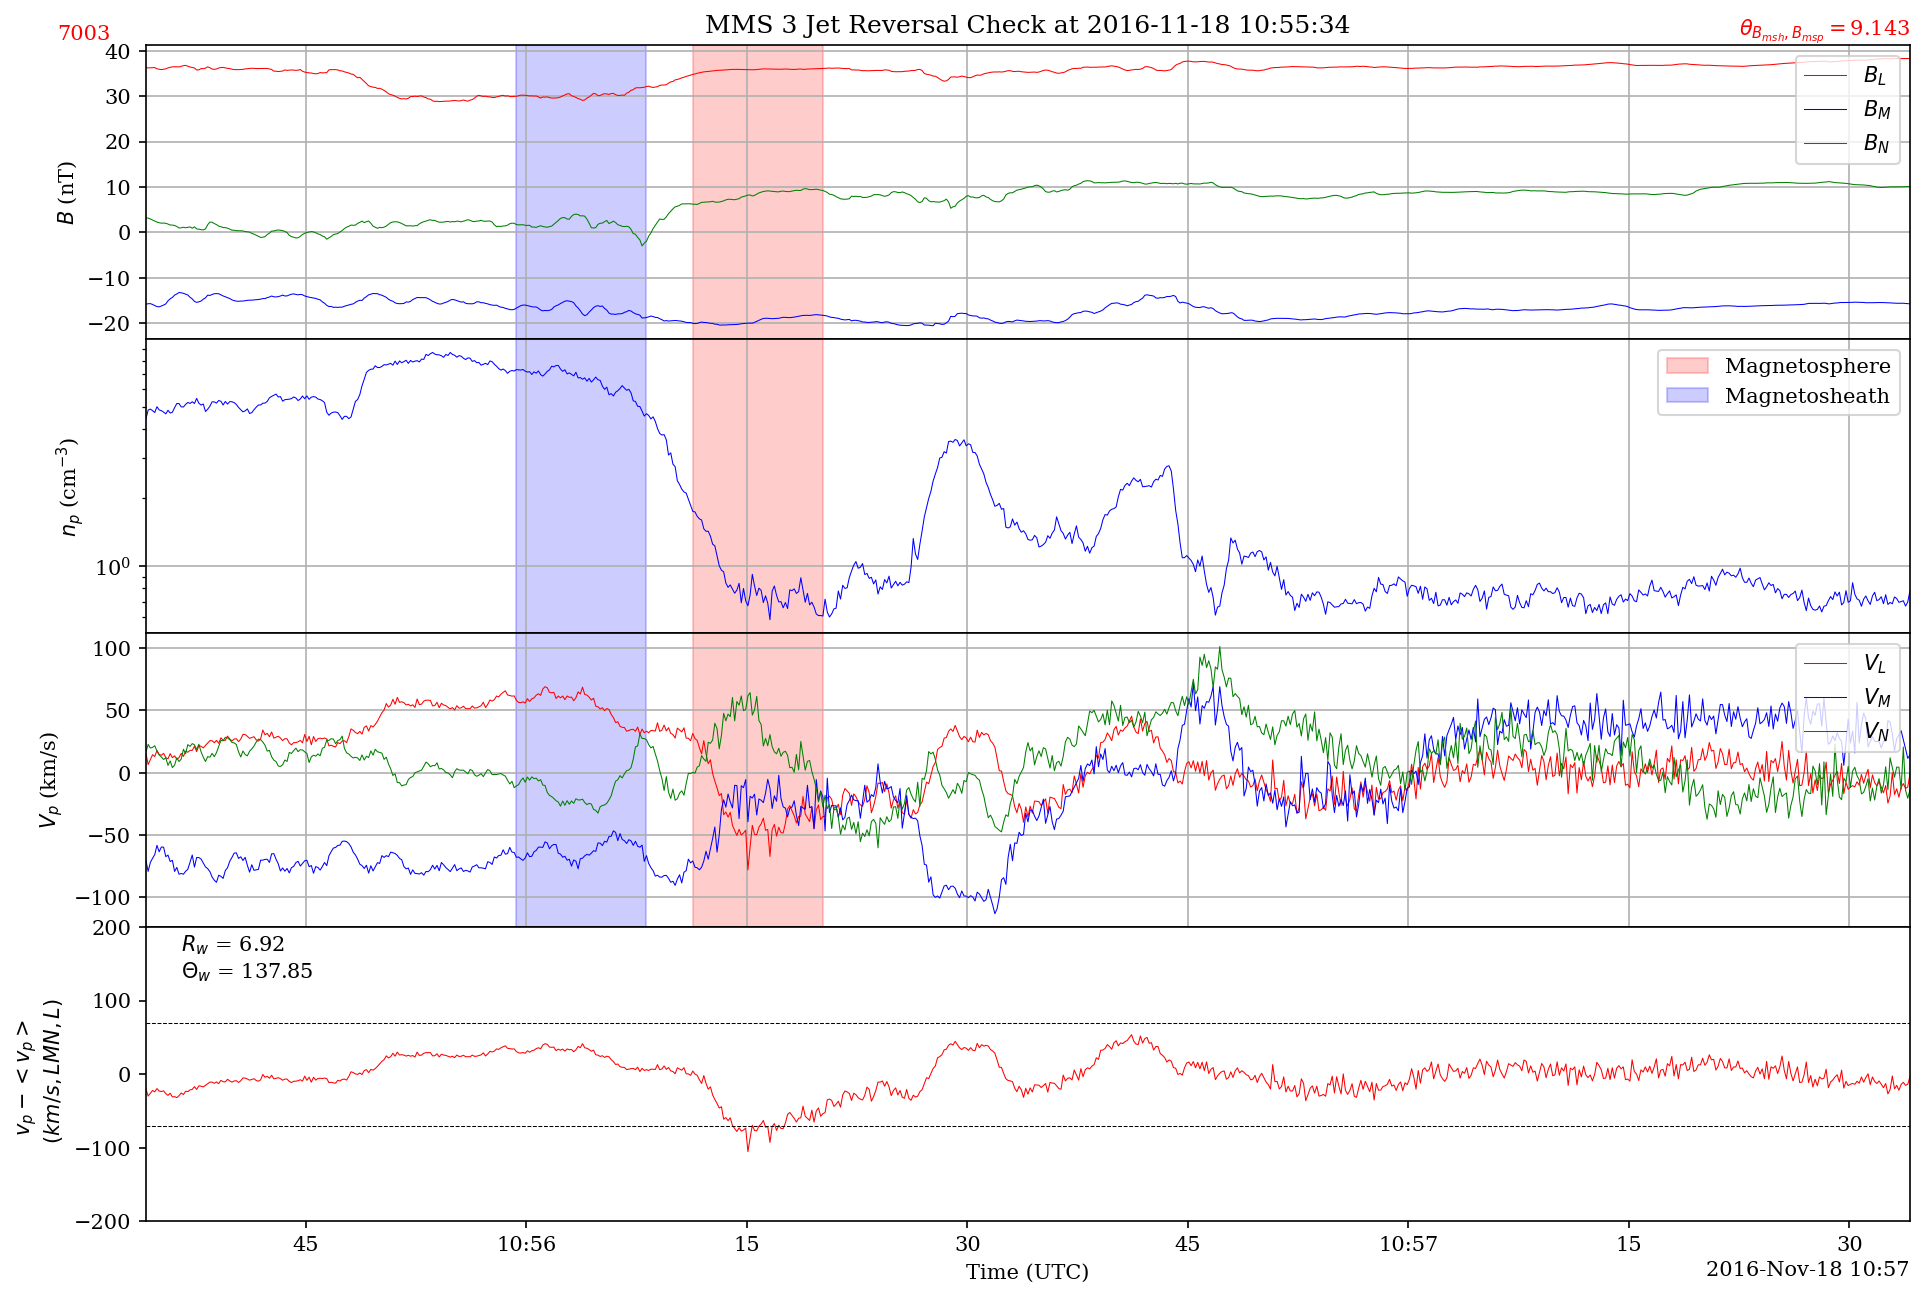 7003
MMS 3 Jet Reversal Check at 2016-11-18 10:55:34
θ_{B_{msh}, B_{msp}} = 9.143
40
30
20
10
0
−10
−20
B (nT)
B_L
B_M
B_N
10^0
n_p (cm^{−3})
Magnetosphere
Magnetosheath
100
50
0
−50
−100
V_p (km/s)
V_L
V_M
V_N
200
100
0
−100
−200
v_p − <v_p>
(km/s, LMN, L)
R_w = 6.92
Θ_w = 137.85
45 10:56 15 30 45 10:57 15 30
Time (UTC)
2016-Nov-18 10:57